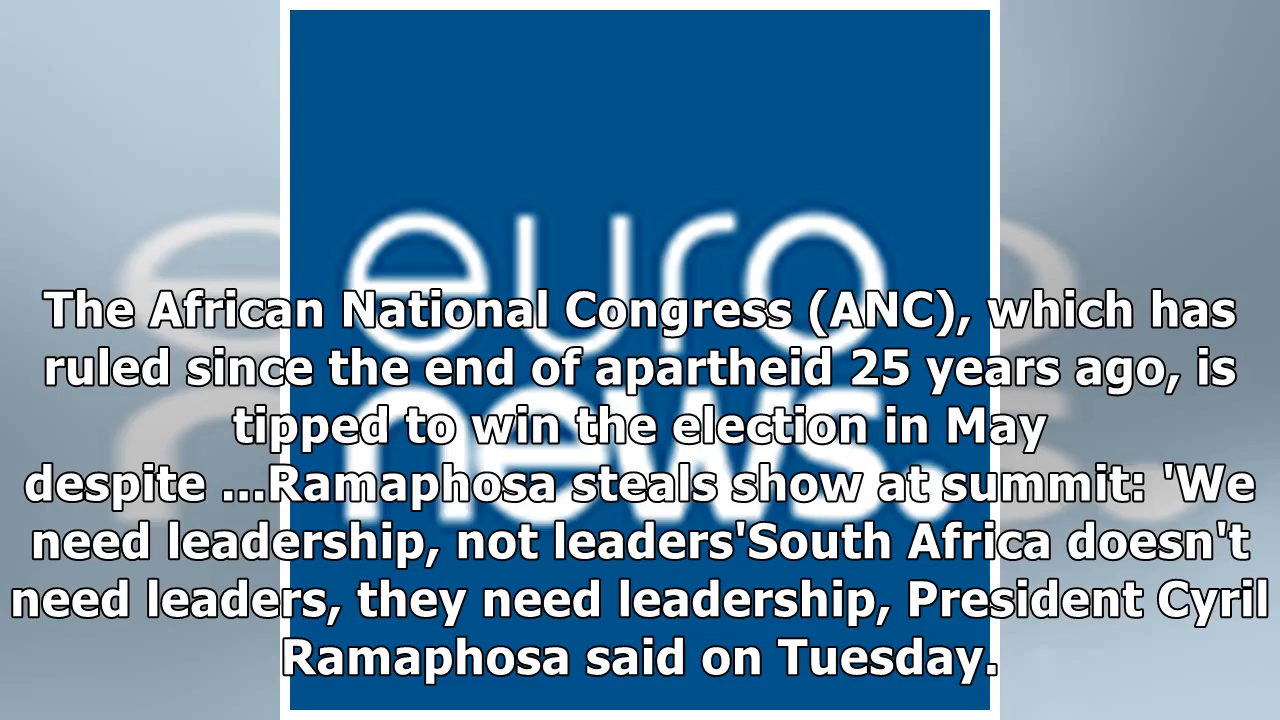 euro
news.
The African National Congress (ANC), which has
ruled since the end of apartheid 25 years ago, is
tipped to win the election in May
despite ...Ramaphosa steals show at summit: 'We
need leadership, not leaders'South Africa doesn't
need leaders, they need leadership, President Cyril
Ramaphosa said on Tuesday.